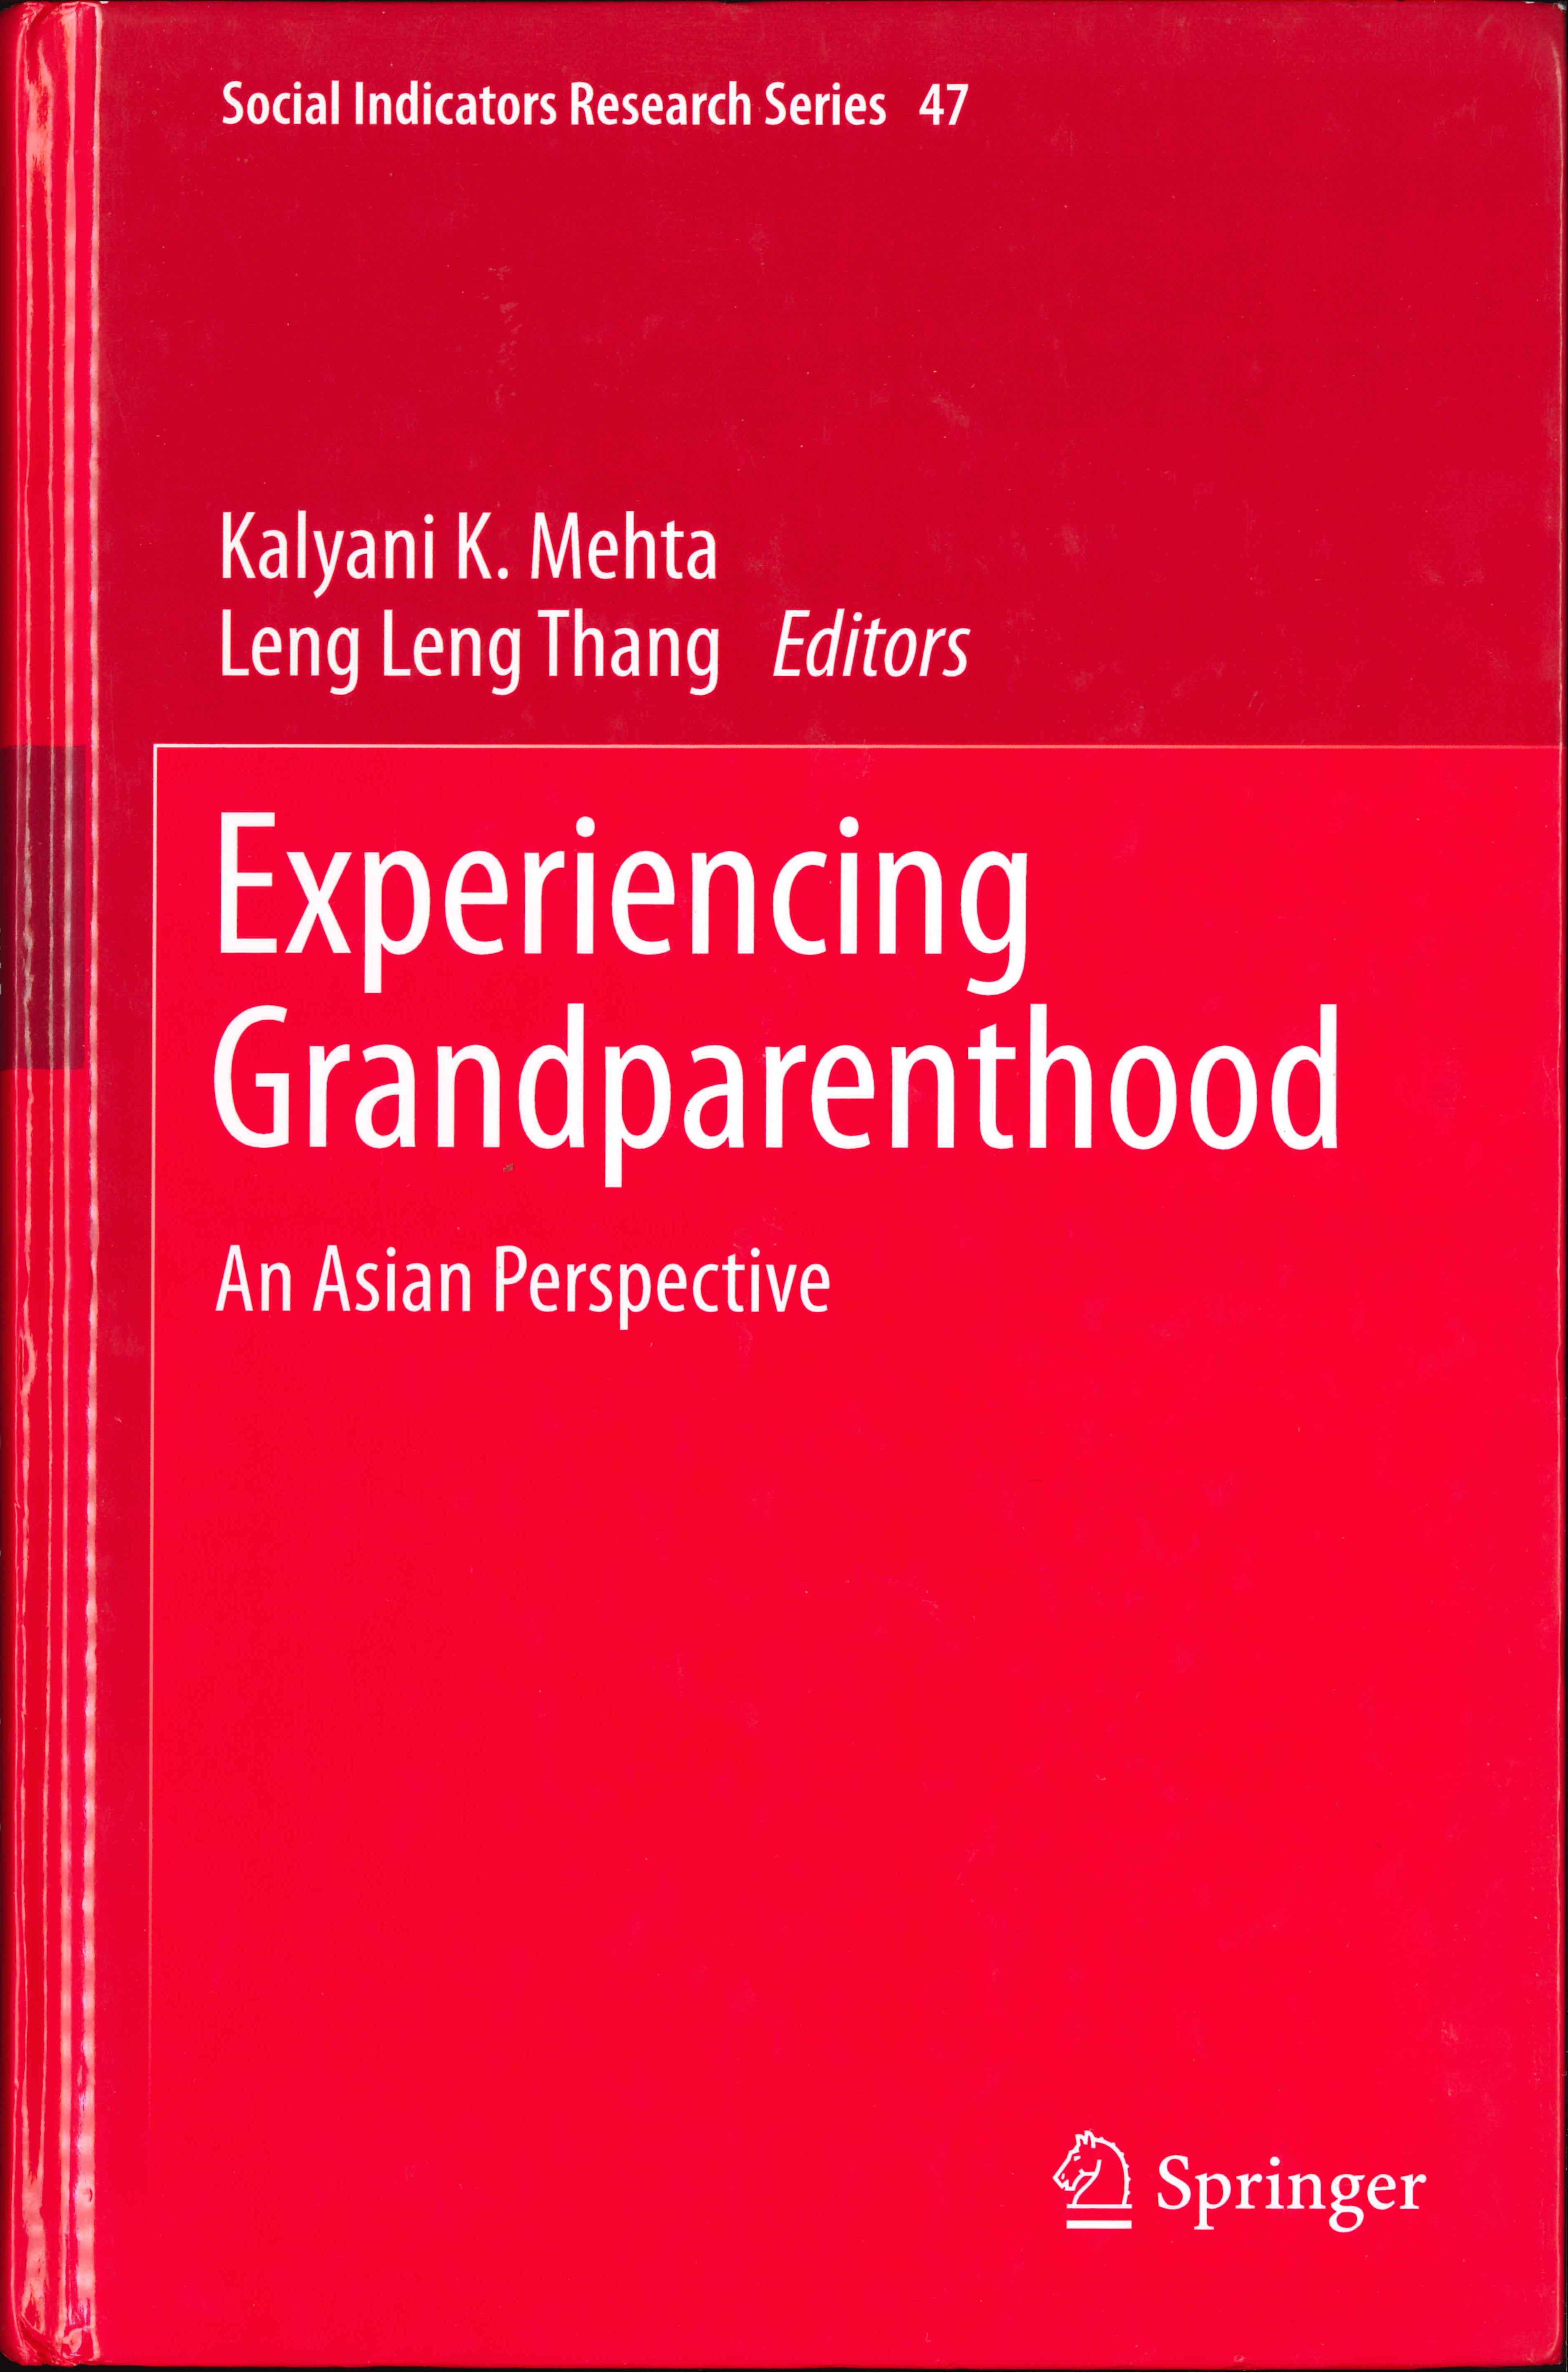 Social Indicators Research Series 47
Kalyani K. Mehta
Leng Leng Thang Editors
Experiencing
Grandparenthood
An Asian Perspective
Springer